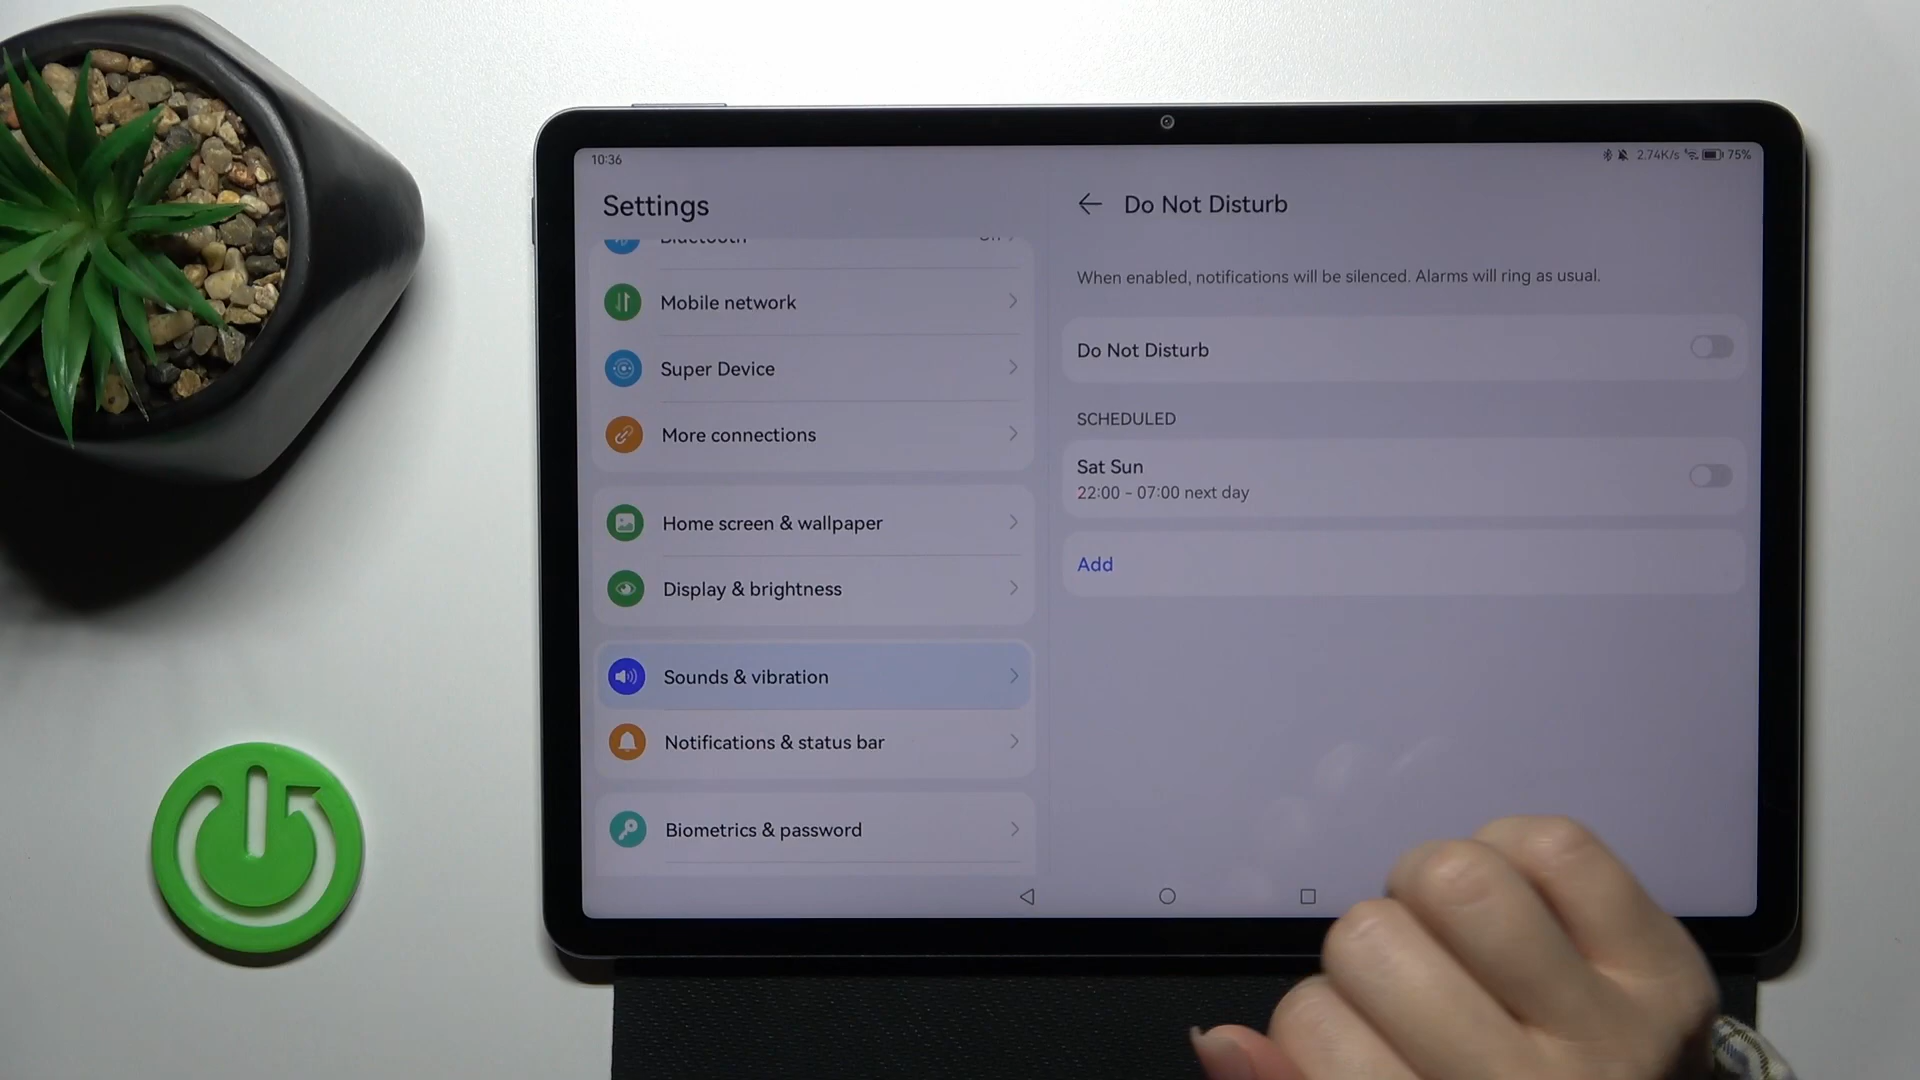 10:36
2.74K/s 75%
Settings
Bluetooth
Mobile network
Super Device
More connections
Home screen & wallpaper
Display & brightness
Sounds & vibration
Notifications & status bar
Biometrics & password
Do Not Disturb
When enabled, notifications will be silenced. Alarms will ring as usual.
Do Not Disturb
SCHEDULED
Sat Sun
22:00 - 07:00 next day
Add